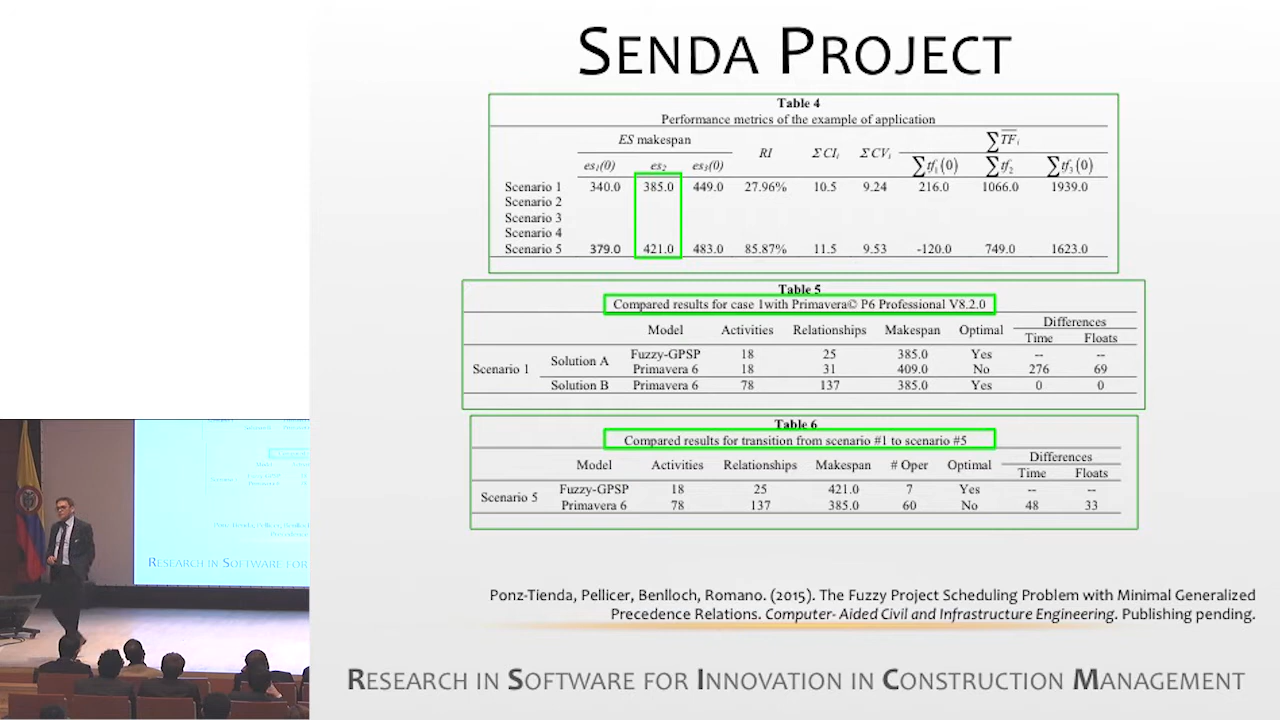 SENDA PROJECT
Table 4
Performance metrics of the example of application
ES makespan RI ΣCIᵢ ΣCVᵢ ∑T̅F̅ᵢ
es₁(0) es₂ es₃(0) ∑tf₁(0) ∑tf₂ ∑tf₃(0)
Scenario 1 340.0 385.0 449.0 27.96% 10.5 9.24 216.0 1066.0 1939.0
Scenario 2
Scenario 3
Scenario 4
Scenario 5 379.0 421.0 483.0 85.87% 11.5 9.53 -120.0 749.0 1623.0
Table 5
Compared results for case 1with Primavera© P6 Professional V8.2.0
Model Activities Relationships Makespan Optimal Differences
Time Floats
Scenario 1 Solution A Fuzzy-GPSP 18 25 385.0 Yes -- --
Primavera 6 18 31 409.0 No 276 69
Solution B Primavera 6 78 137 385.0 Yes 0 0
Table 6
Compared results for transition from scenario #1 to scenario #5
Model Activities Relationships Makespan # Oper Optimal Differences
Time Floats
Scenario 5 Fuzzy-GPSP 18 25 421.0 7 Yes -- --
Primavera 6 78 137 385.0 60 No 48 33
Ponz-Tienda, Pellicer, Benlloch, Romano. (2015). The Fuzzy Project Scheduling Problem with Minimal Generalized
Precedence Relations. Computer- Aided Civil and Infrastructure Engineering. Publishing pending.
RESEARCH IN SOFTWARE FOR INNOVATION IN CONSTRUCTION MANAGEMENT
RESEARCH IN SOFTWARE FOR